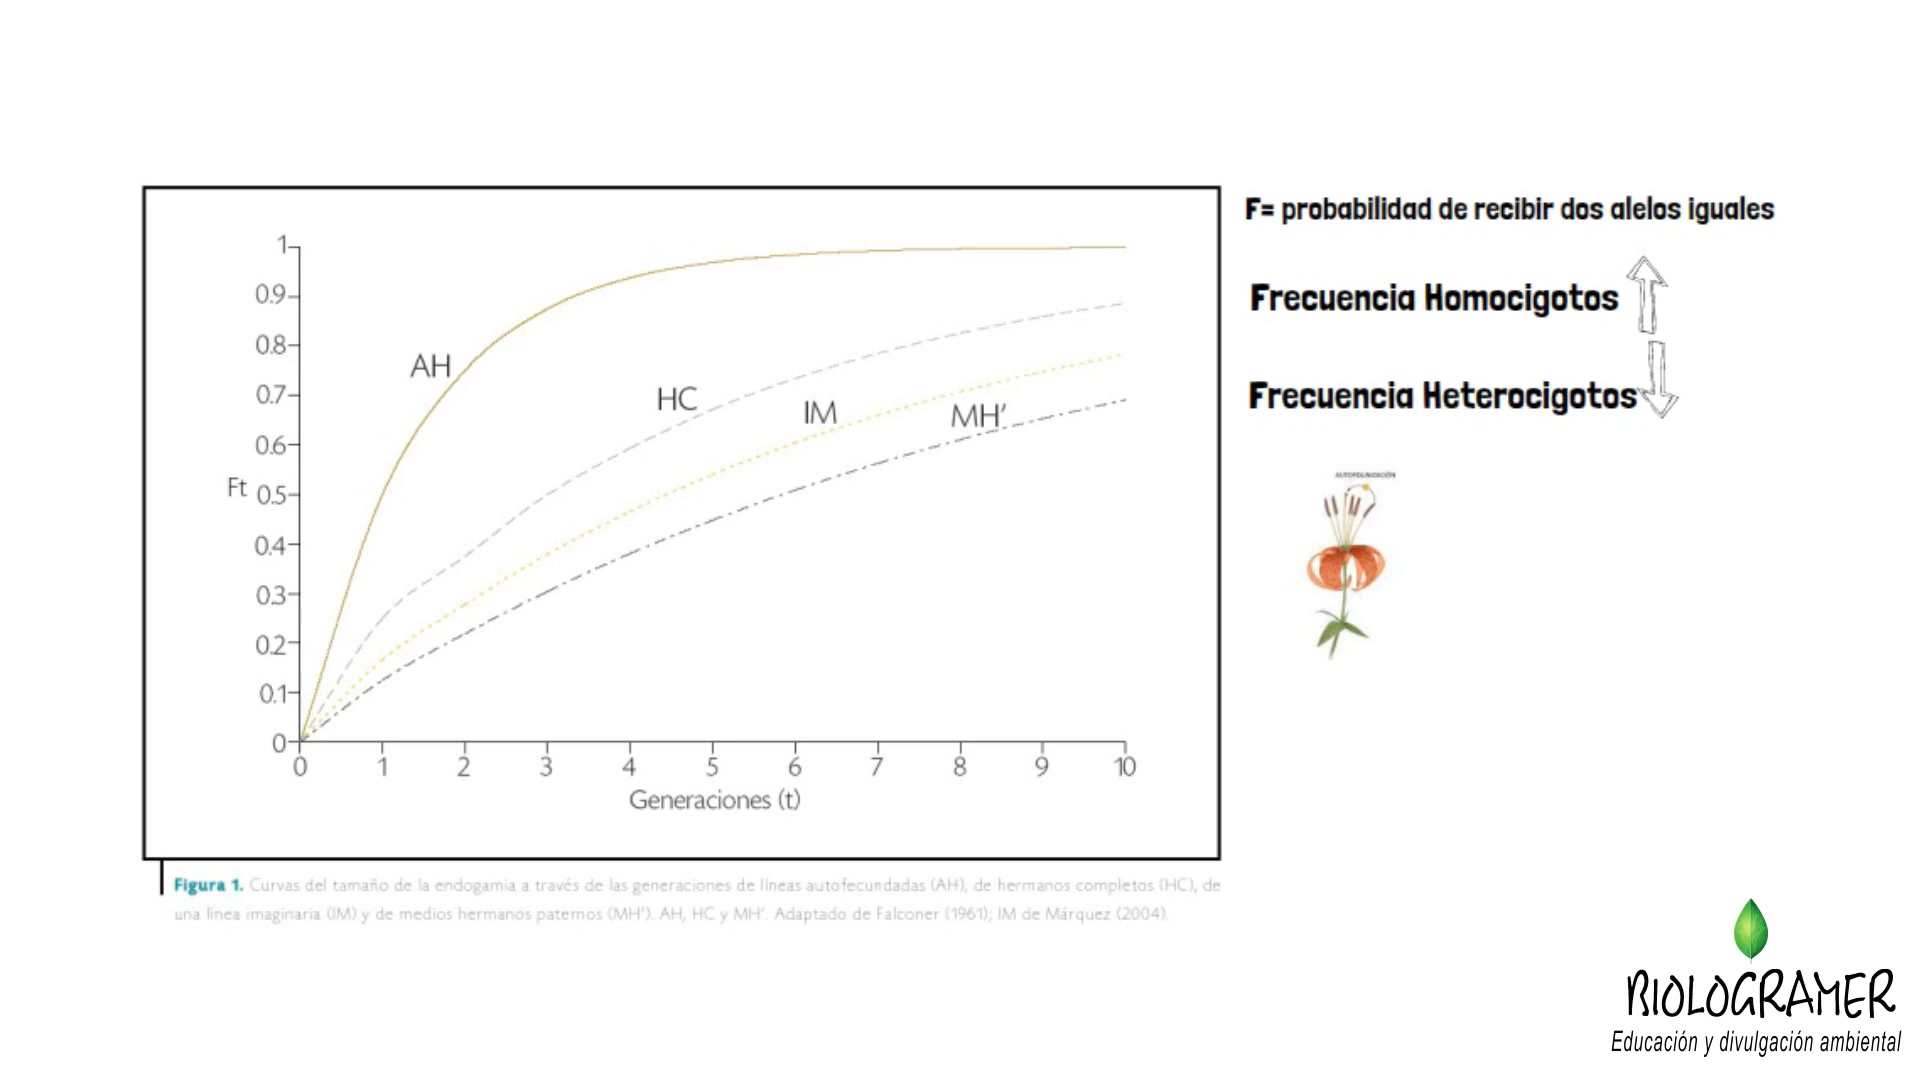 F= probabilidad de recibir dos alelos iguales
Frecuencia Homocigotos
Frecuencia Heterocigotos
AUTOPOLINIZACIÓN
1
0.9
0.8
0.7
0.6
Ft 0.5
0.4
0.3
0.2
0.1
0
AH
HC
IM
MH’
0 1 2 3 4 5 6 7 8 9 10
Generaciones (t)
Figura 1. Curvas del tamaño de la endogamia a través de las generaciones de líneas autofecundadas (AH), de hermanos completos (HC), de
una línea imaginaria (IM) y de medios hermanos paternos (MH’). AH, HC y MH’. Adaptado de Falconer (1961); IM de Márquez (2004).
BIOLOGRAMER
Educación y divulgación ambiental